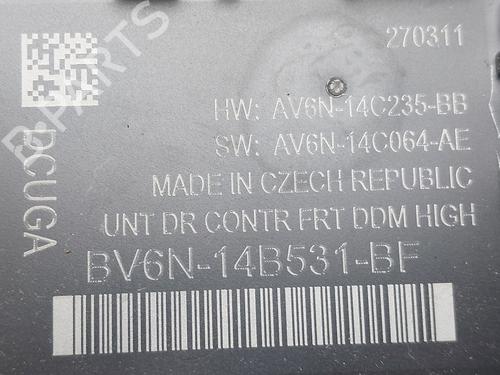 270311
HW: AV6N-14C235-BB
SW: AV6N-14C064-AE
MADE IN CZECH REPUBLIC
UNT DR CONTR FRT DDM HIGH
BV6N-14B531-BF
DCUGA
B-PARTS